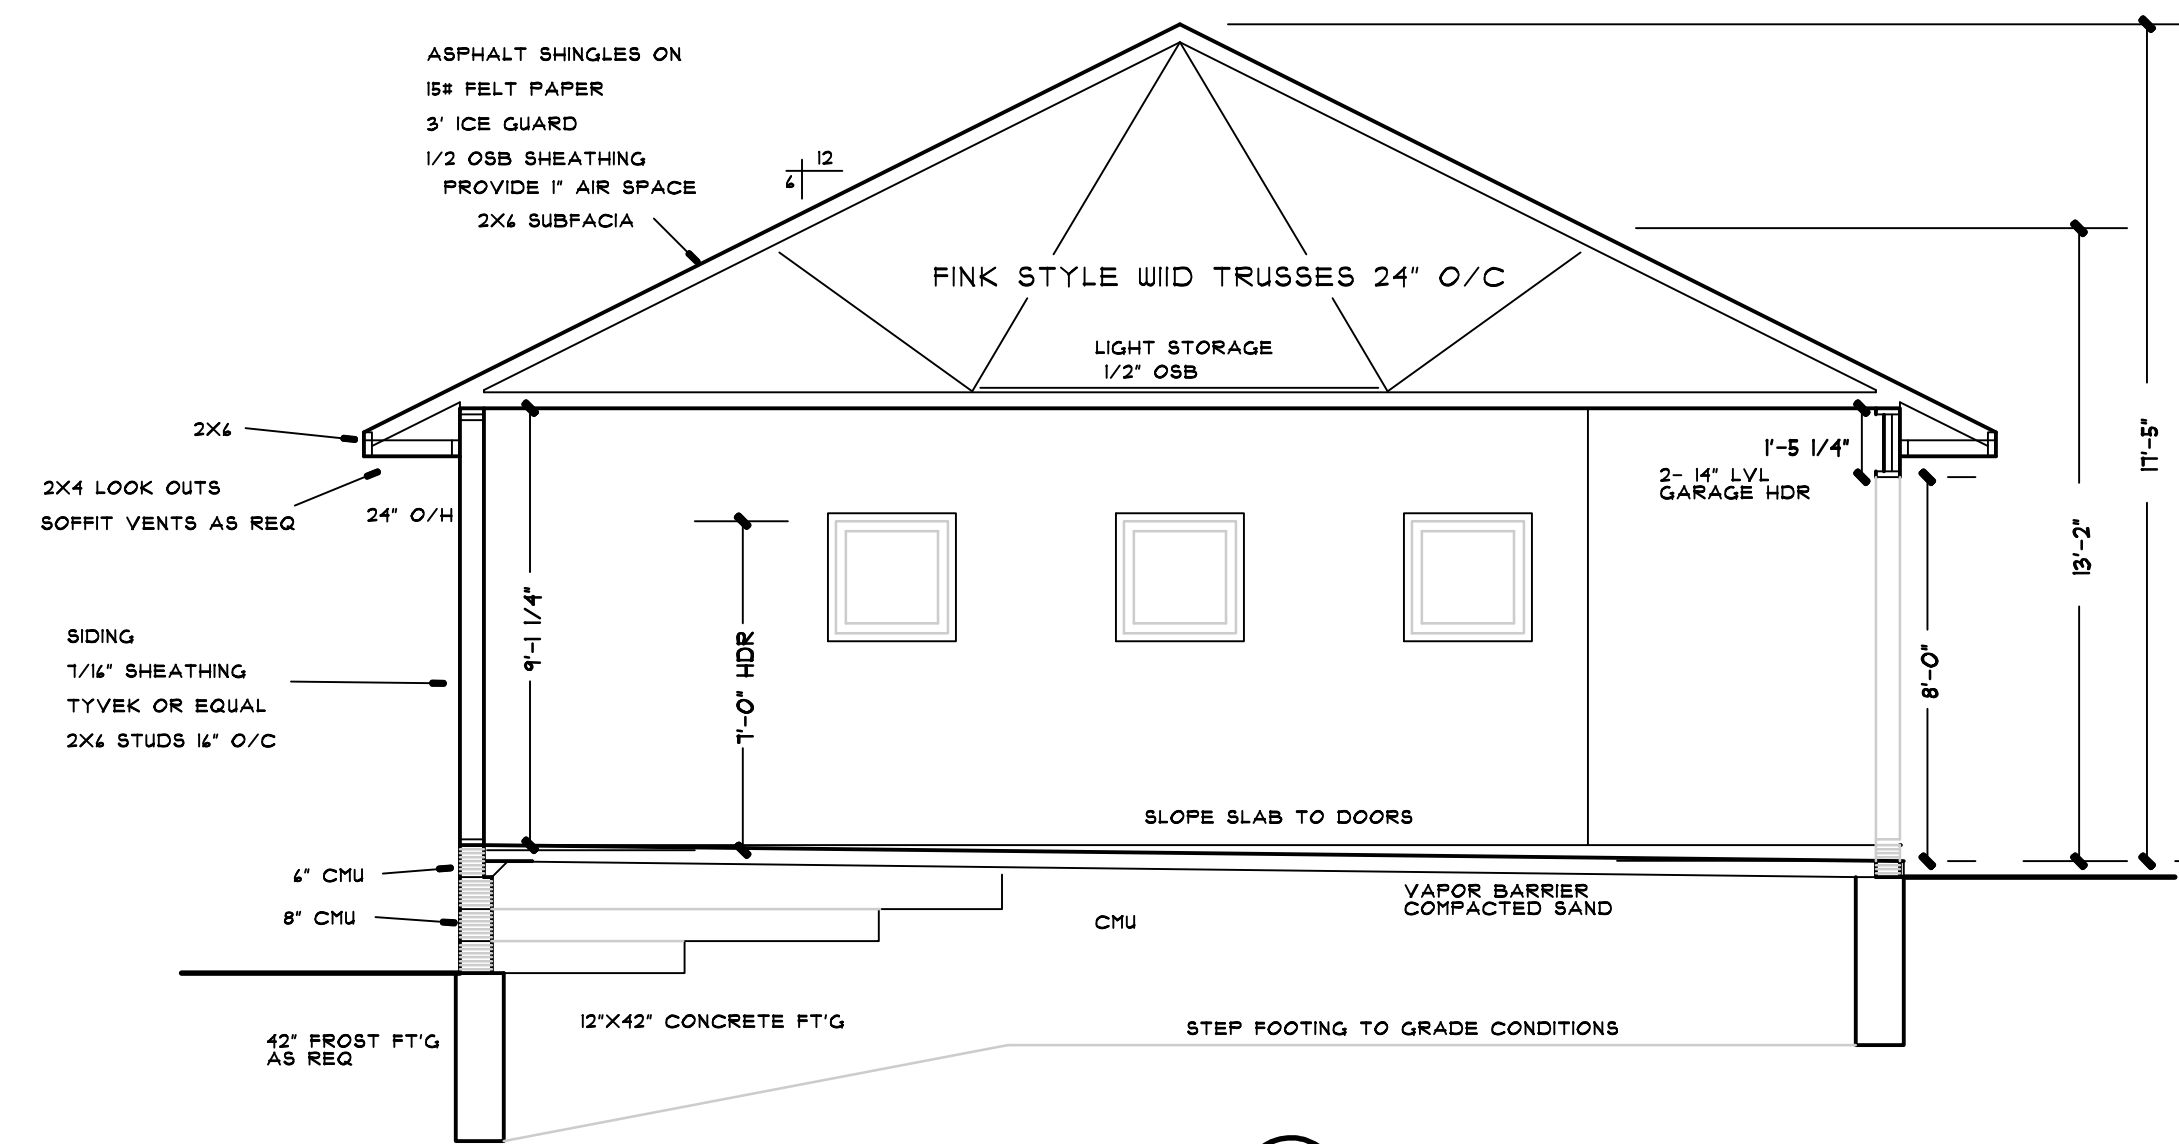 ASPHALT SHINGLES ON
15# FELT PAPER
3' ICE GUARD
1/2 OSB SHEATHING
PROVIDE 1" AIR SPACE
2X6 SUBFACIA
12
6
FINK STYLE WIID TRUSSES 24" O/C
LIGHT STORAGE
1/2" OSB
2X6
2X4 LOOK OUTS
SOFFIT VENTS AS REQ
24" O/H
1'-5 1/4"
2- 14" LVL
GARAGE HDR
17'-5"
13'-2"
9'-1 1/4"
7'-0" HDR
8'-0"
SIDING
7/16" SHEATHING
TYVEK OR EQUAL
2X6 STUDS 16" O/C
SLOPE SLAB TO DOORS
6" CMU
8" CMU
CMU
VAPOR BARRIER
COMPACTED SAND
12"X42" CONCRETE FT'G
42" FROST FT'G
AS REQ
STEP FOOTING TO GRADE CONDITIONS